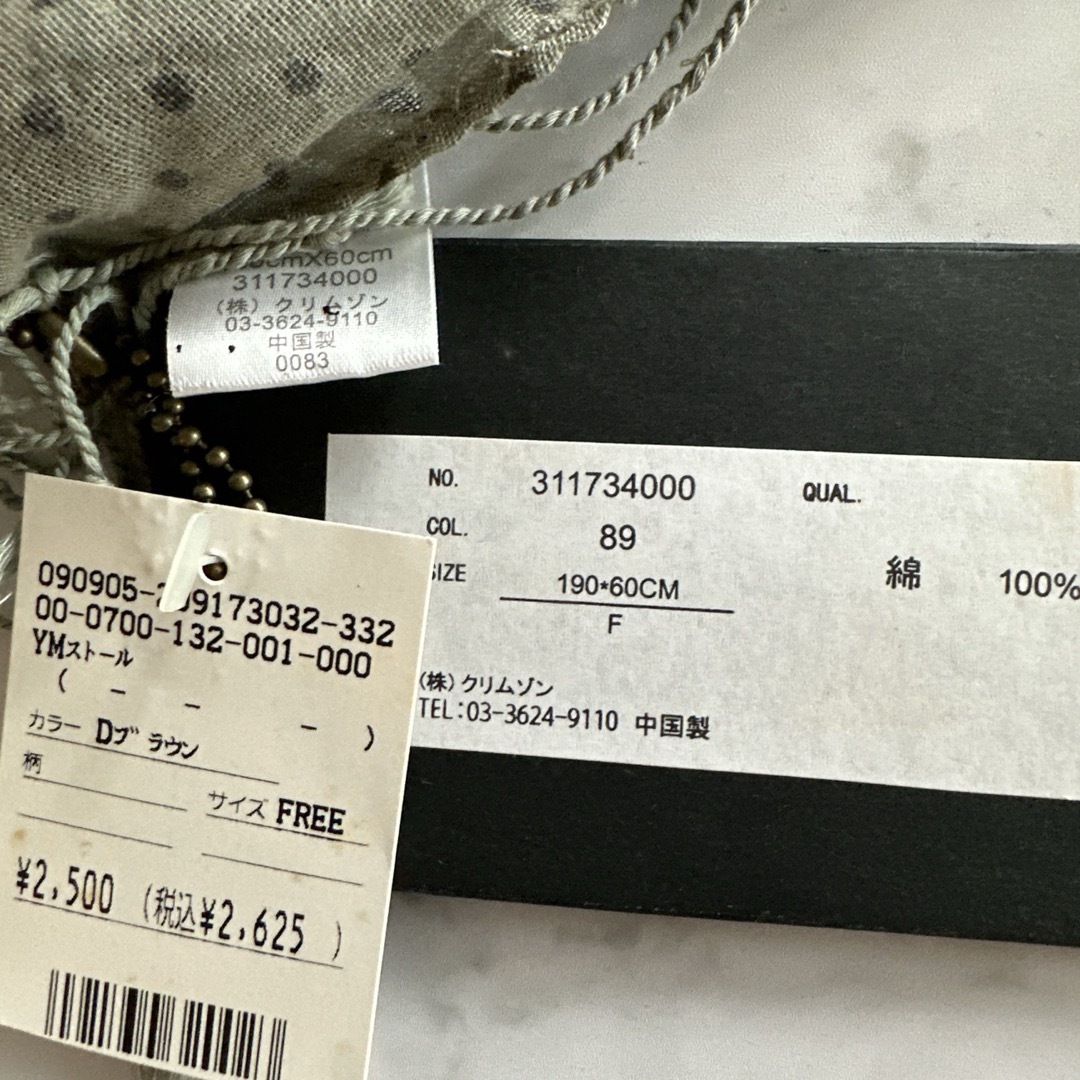 cmX60cm
311734000
(株) クリムゾン
03-3624-9110
中国製
0083
NO. 311734000 QUAL.
COL. 89
SIZE 190*60CM
F
綿 100%
(株)クリムゾン
TEL:03-3624-9110 中国製
090905- 09173032-332
00-0700-132-001-000
YMストール
( - - - )
カラー Dブラウン
柄
サイズ FREE
¥2,500 (税込¥2,625 )